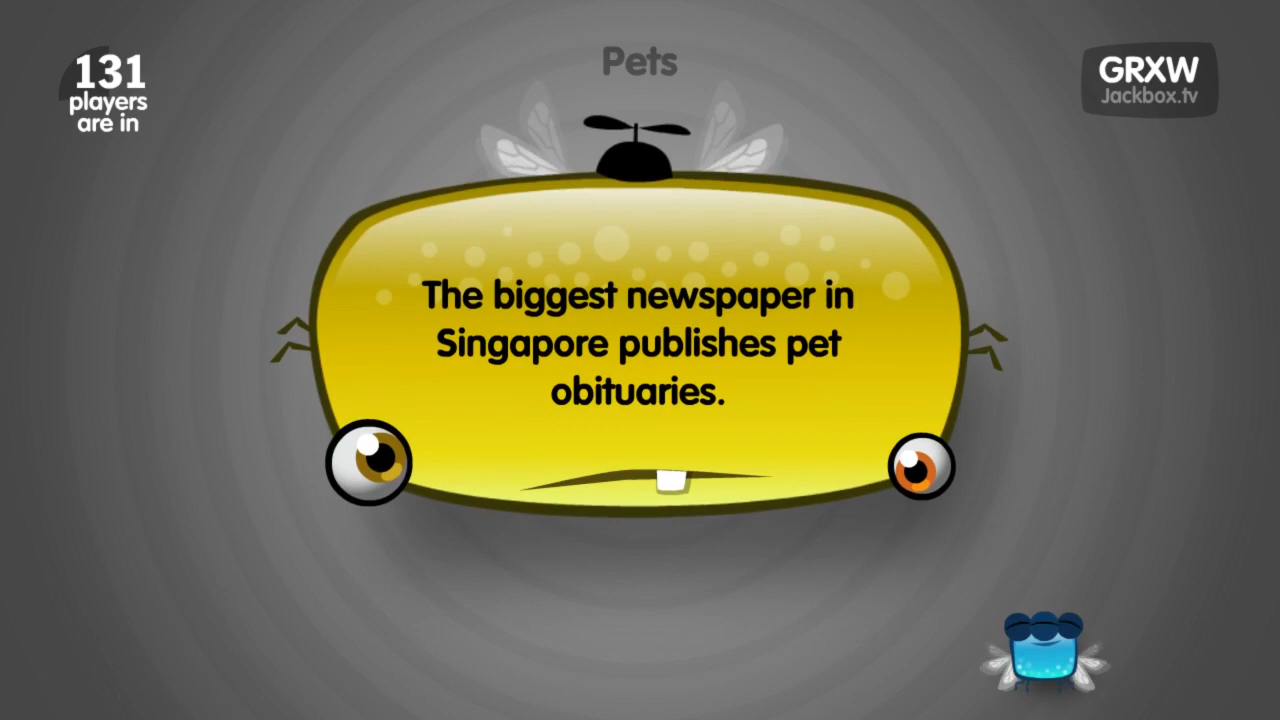 131
players
are in
Pets
GRXW
Jackbox.tv
The biggest newspaper in
Singapore publishes pet
obituaries.